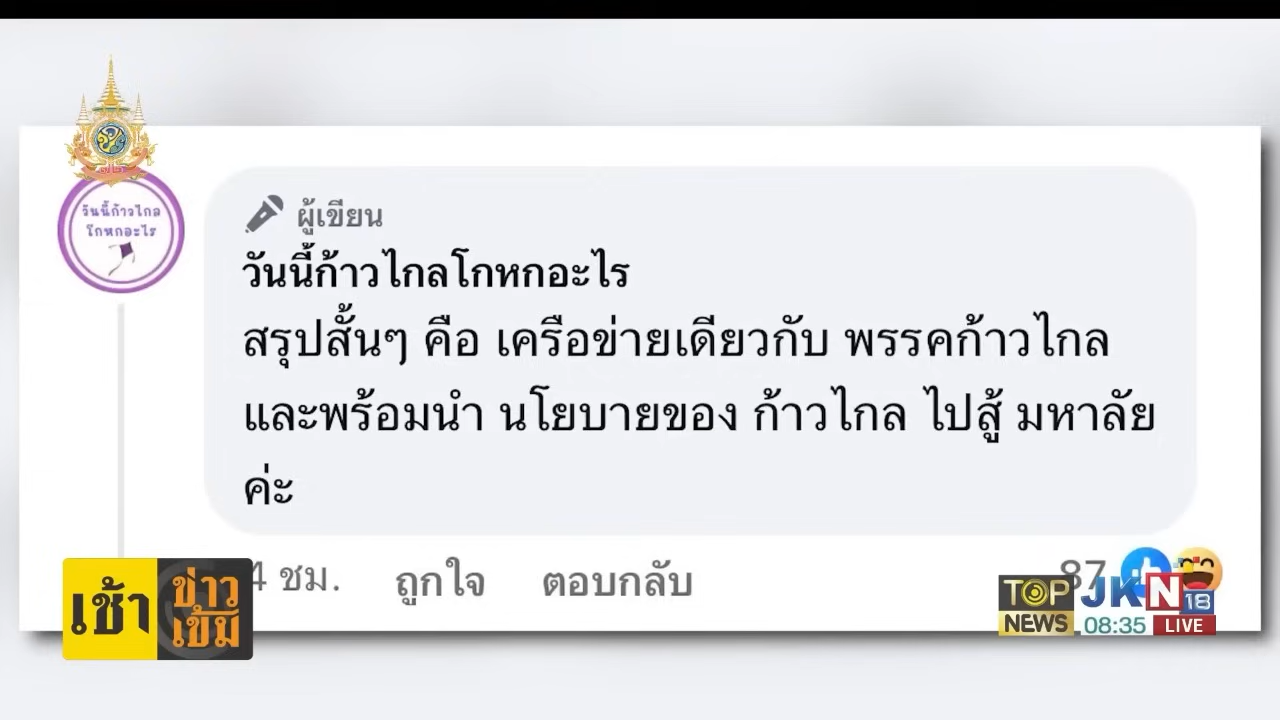 วันนี้ก้าวไกล
โกหกอะไร
ผู้เขียน
วันนี้ก้าวไกลโกหกอะไร
สรุปสั้นๆ คือ เครือข่ายเดียวกับ พรรคก้าวไกล
และพร้อมนำ นโยบายของ ก้าวไกล ไปสู้ มหาลัย
ค่ะ
4 ชม. ถูกใจ ตอบกลับ 87
เช้า ข่าว
เข้ม
TOP JKN 18
NEWS 08:35 LIVE